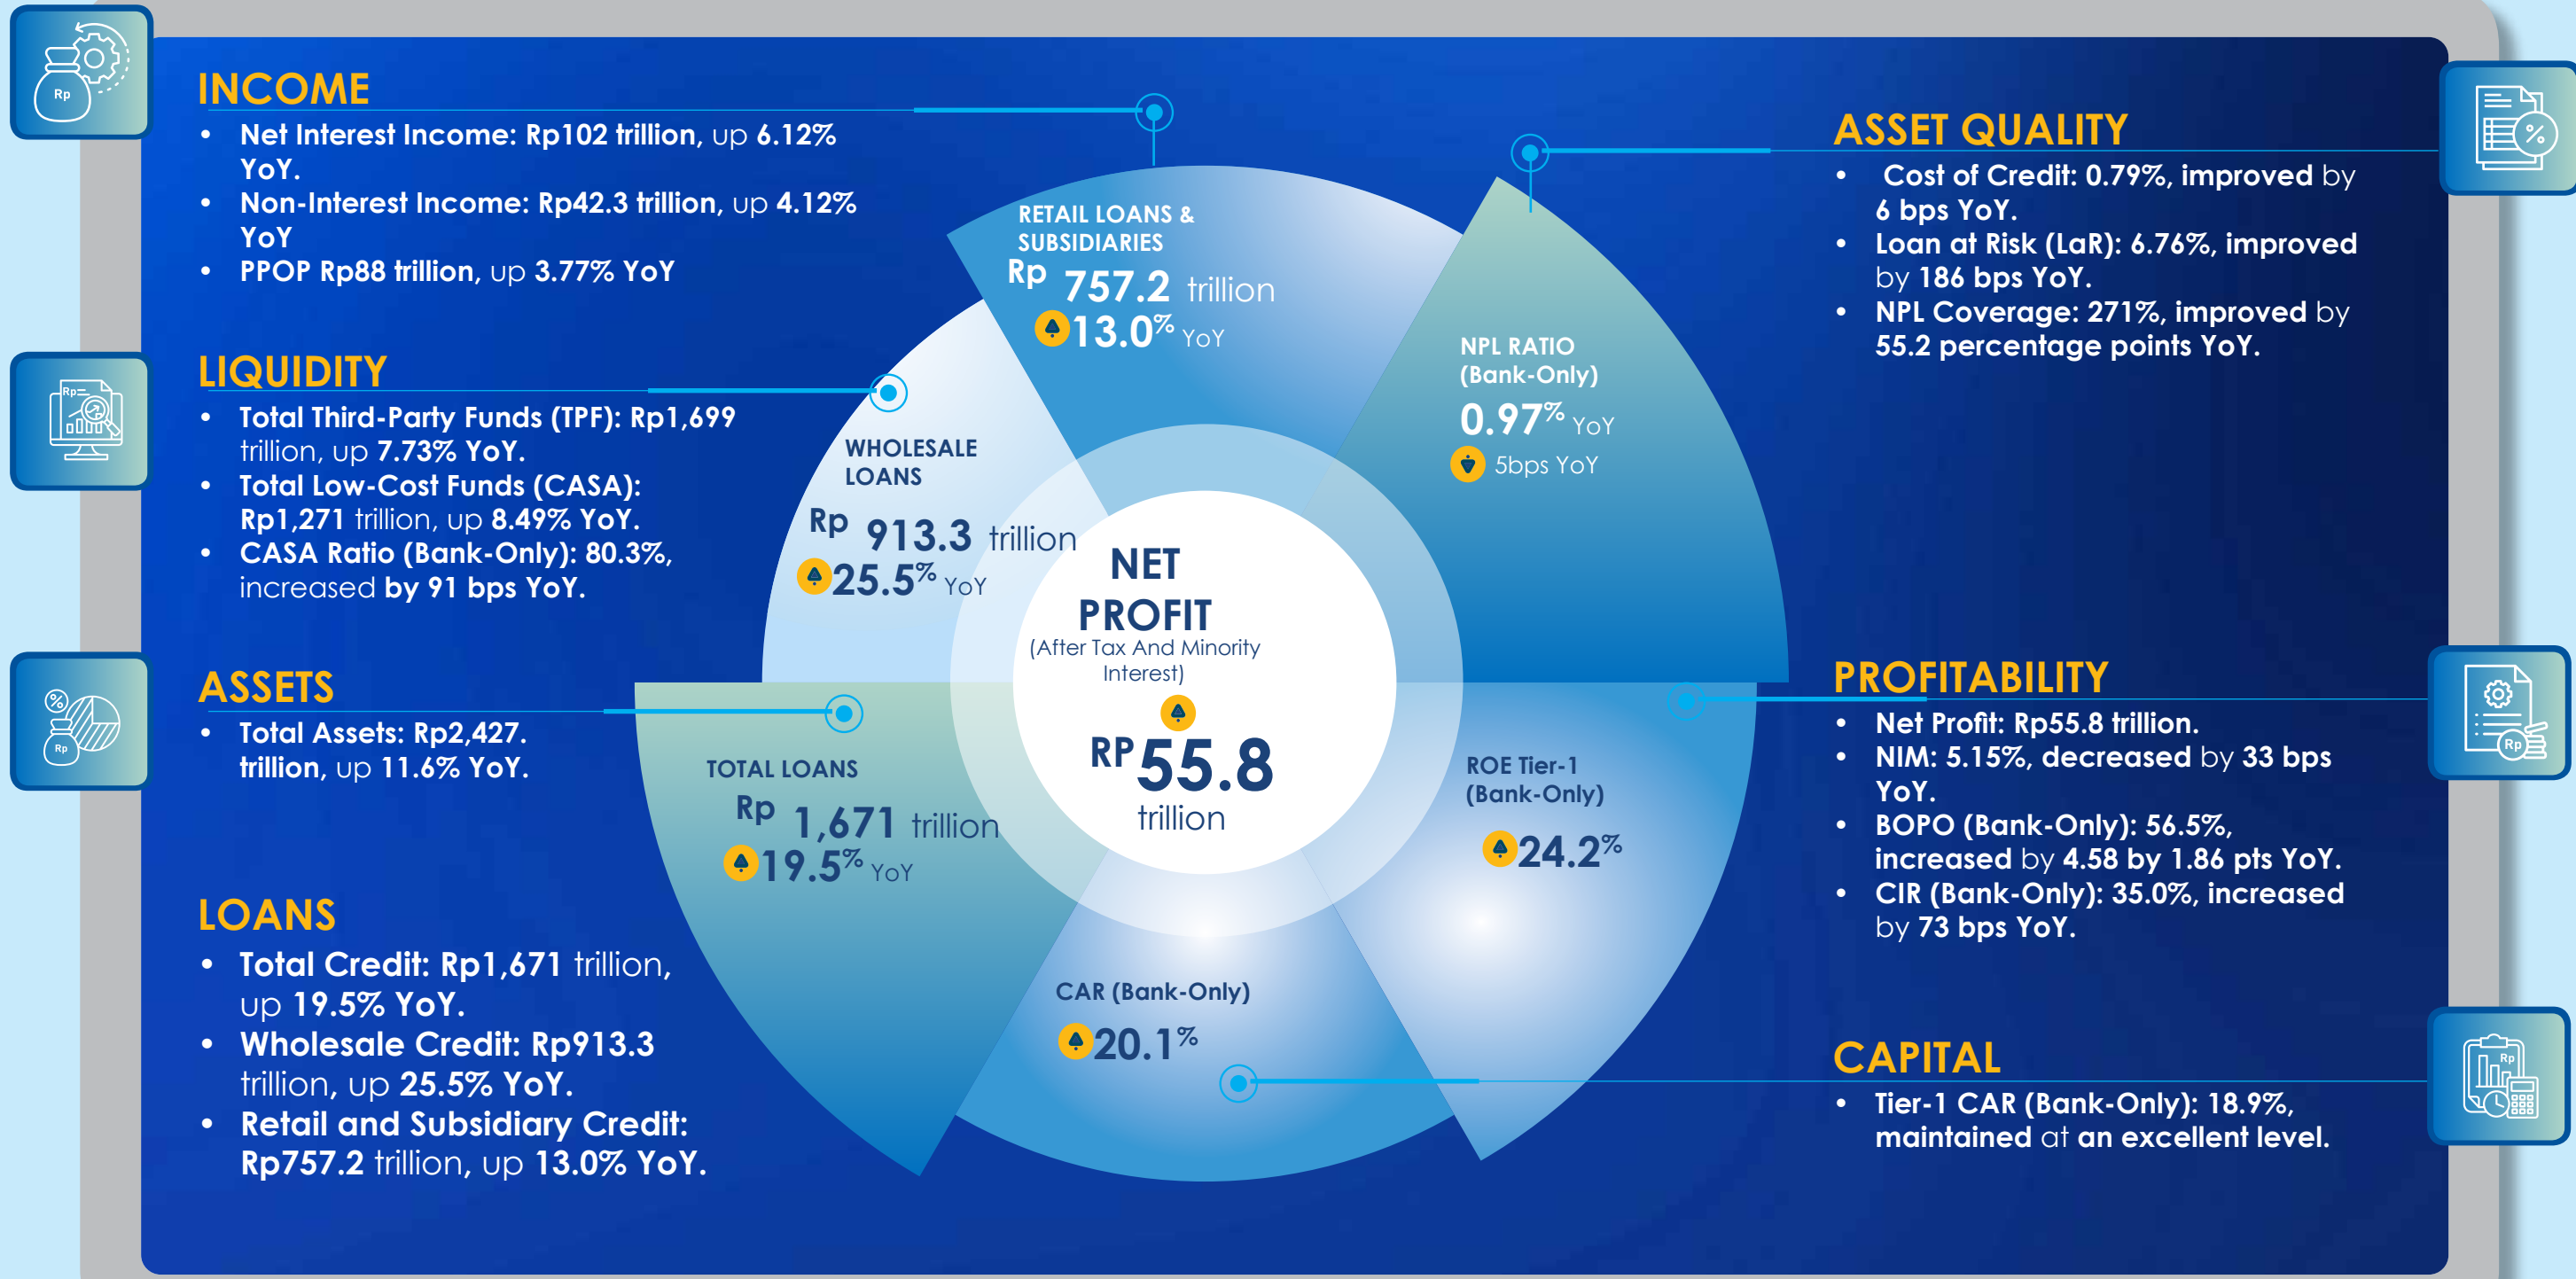 INCOME
• Net Interest Income: Rp102 trillion, up 6.12%
YoY.
• Non-Interest Income: Rp42.3 trillion, up 4.12%
YoY
• PPOP Rp88 trillion, up 3.77% YoY
LIQUIDITY
• Total Third-Party Funds (TPF): Rp1,699
trillion, up 7.73% YoY.
• Total Low-Cost Funds (CASA):
Rp1,271 trillion, up 8.49% YoY.
• CASA Ratio (Bank-Only): 80.3%,
increased by 91 bps YoY.
ASSETS
• Total Assets: Rp2,427.
trillion, up 11.6% YoY.
LOANS
• Total Credit: Rp1,671 trillion,
up 19.5% YoY.
• Wholesale Credit: Rp913.3
trillion, up 25.5% YoY.
• Retail and Subsidiary Credit:
Rp757.2 trillion, up 13.0% YoY.
RETAIL LOANS &
SUBSIDIARIES
Rp 757.2 trillion
13.0% YoY
WHOLESALE
LOANS
Rp 913.3 trillion
25.5% YoY
TOTAL LOANS
Rp 1,671 trillion
19.5% YoY
NET
PROFIT
(After Tax And Minority
Interest)
RP55.8
trillion
NPL RATIO
(Bank-Only)
0.97% YoY
5bps YoY
ROE Tier-1
(Bank-Only)
24.2%
CAR (Bank-Only)
20.1%
ASSET QUALITY
• Cost of Credit: 0.79%, improved by
6 bps YoY.
• Loan at Risk (LaR): 6.76%, improved
by 186 bps YoY.
• NPL Coverage: 271%, improved by
55.2 percentage points YoY.
PROFITABILITY
• Net Profit: Rp55.8 trillion.
• NIM: 5.15%, decreased by 33 bps
YoY.
• BOPO (Bank-Only): 56.5%,
increased by 4.58 by 1.86 pts YoY.
• CIR (Bank-Only): 35.0%, increased
by 73 bps YoY.
CAPITAL
• Tier-1 CAR (Bank-Only): 18.9%,
maintained at an excellent level.
Rp
Rp
%
Rp
%
Rp
Rp